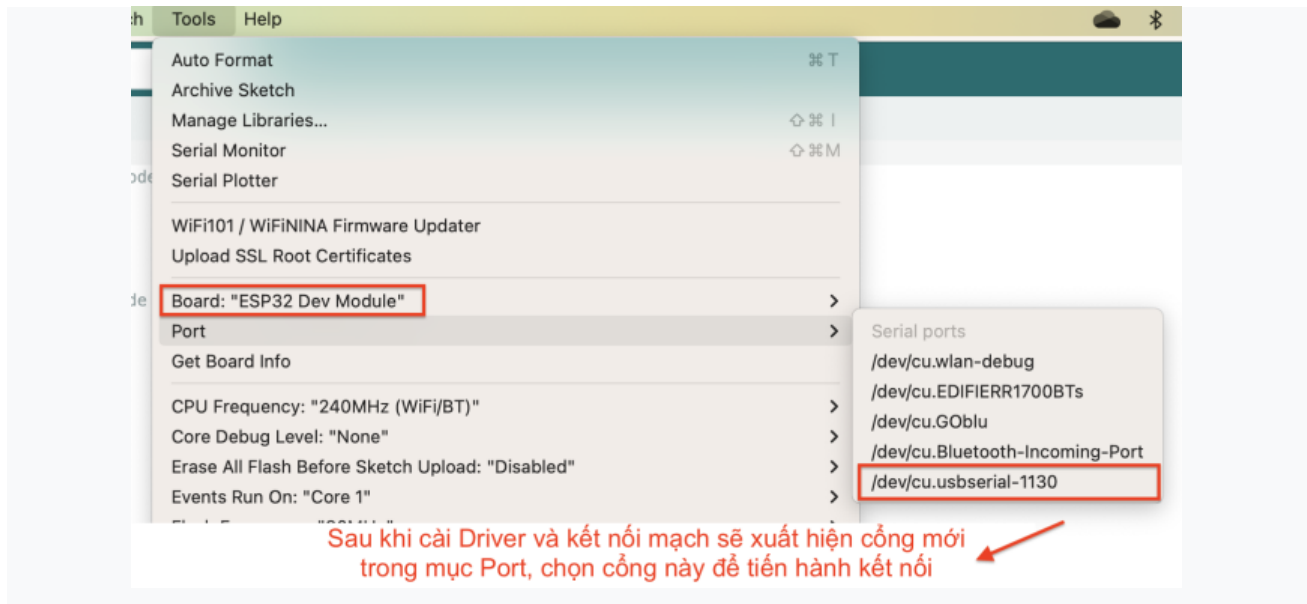 Tools Help
Auto Format ⌘ T
Archive Sketch
Manage Libraries... ⇧ ⌘ I
Serial Monitor ⇧ ⌘ M
Serial Plotter
WiFi101 / WiFiNINA Firmware Updater
Upload SSL Root Certificates
Board: "ESP32 Dev Module"
Port
Get Board Info
CPU Frequency: "240MHz (WiFi/BT)"
Core Debug Level: "None"
Erase All Flash Before Sketch Upload: "Disabled"
Events Run On: "Core 1"
Serial ports
/dev/cu.wlan-debug
/dev/cu.EDIFIERR1700BTs
/dev/cu.GOblu
/dev/cu.Bluetooth-Incoming-Port
/dev/cu.usbserial-1130
Sau khi cài Driver và kết nối mạch sẽ xuất hiện cổng mới
trong mục Port, chọn cổng này để tiến hành kết nối